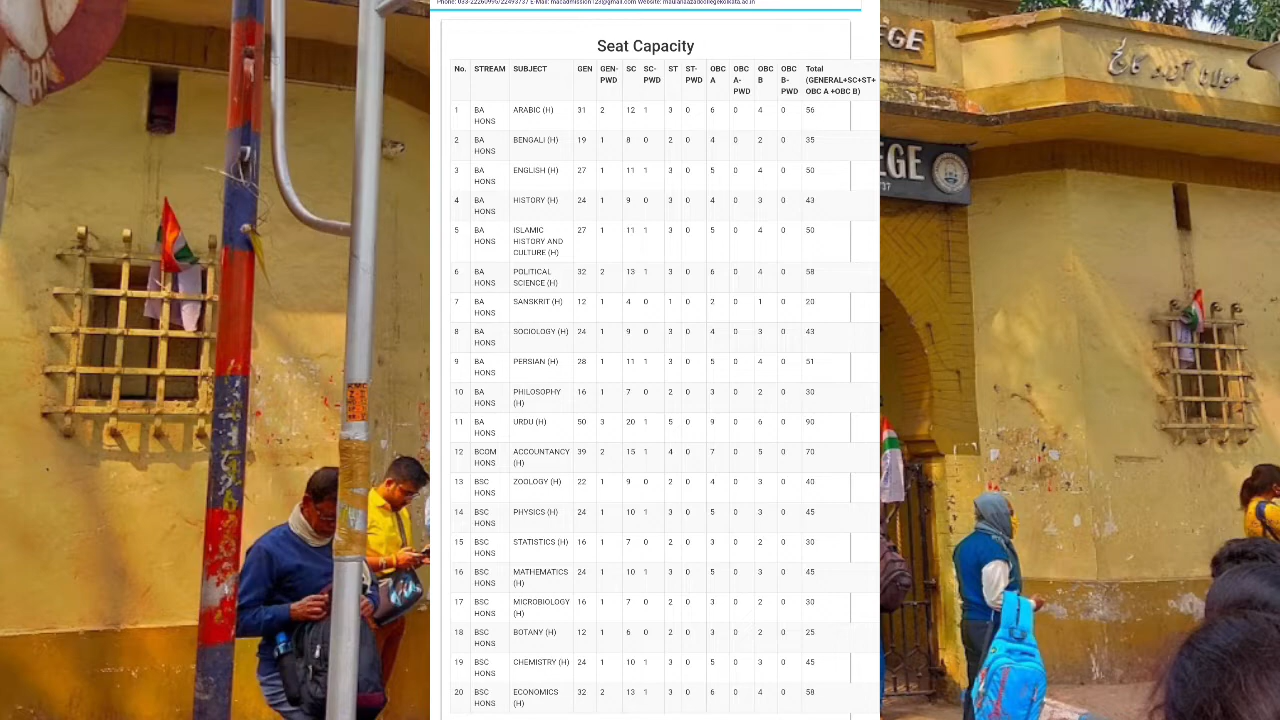 Phone: 033-22260995/22493737 E-Mail: macadmission123@gmail.com Website: maulanaazadcollegekolkata.ac.in
Seat Capacity
No. STREAM SUBJECT GEN GEN- SC SC- ST ST- OBC OBC OBC OBC Total
PWD PWD PWD A A- B B- (GENERAL+SC+ST+
PWD PWD OBC A +OBC B)
1 BA ARABIC (H) 31 2 12 1 3 0 6 0 4 0 56
HONS
2 BA BENGALI (H) 19 1 8 0 2 0 4 0 2 0 35
HONS
3 BA ENGLISH (H) 27 1 11 1 3 0 5 0 4 0 50
HONS
4 BA HISTORY (H) 24 1 9 0 3 0 4 0 3 0 43
HONS
5 BA ISLAMIC 27 1 11 1 3 0 5 0 4 0 50
HONS HISTORY AND
CULTURE (H)
6 BA POLITICAL 32 2 13 1 3 0 6 0 4 0 58
HONS SCIENCE (H)
7 BA SANSKRIT (H) 12 1 4 0 1 0 2 0 1 0 20
HONS
8 BA SOCIOLOGY (H) 24 1 9 0 3 0 4 0 3 0 43
HONS
9 BA PERSIAN (H) 28 1 11 1 3 0 5 0 4 0 51
HONS
10 BA PHILOSOPHY 16 1 7 0 2 0 3 0 2 0 30
HONS (H)
11 BA URDU (H) 50 3 20 1 5 0 9 0 6 0 90
HONS
12 BCOM ACCOUNTANCY 39 2 15 1 4 0 7 0 5 0 70
HONS (H)
13 BSC ZOOLOGY (H) 22 1 9 0 2 0 4 0 3 0 40
HONS
14 BSC PHYSICS (H) 24 1 10 1 3 0 5 0 3 0 45
HONS
15 BSC STATISTICS (H) 16 1 7 0 2 0 3 0 2 0 30
HONS
16 BSC MATHEMATICS 24 1 10 1 3 0 5 0 3 0 45
HONS (H)
17 BSC MICROBIOLOGY 16 1 7 0 2 0 3 0 2 0 30
HONS (H)
18 BSC BOTANY (H) 12 1 6 0 2 0 3 0 2 0 25
HONS
19 BSC CHEMISTRY (H) 24 1 10 1 3 0 5 0 3 0 45
HONS
20 BSC ECONOMICS 32 2 13 1 3 0 6 0 4 0 58
HONS (H)
EGE
مولانا آزاد کالج
EGE
37